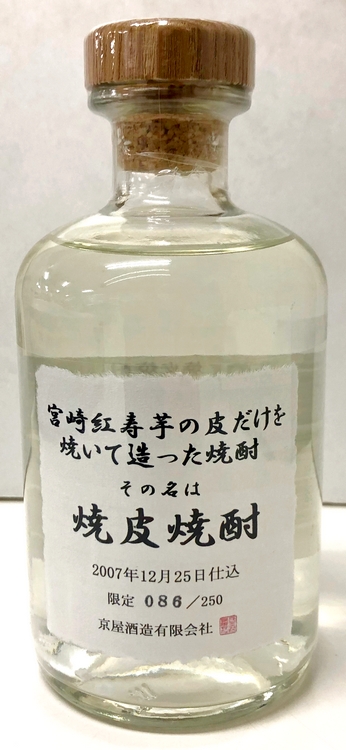 宮崎紅寿芋の皮だけを
焼いて造った焼酎
その名は
焼皮焼酎
2007年12月25日仕込
限定 086/250
京屋酒造有限会社